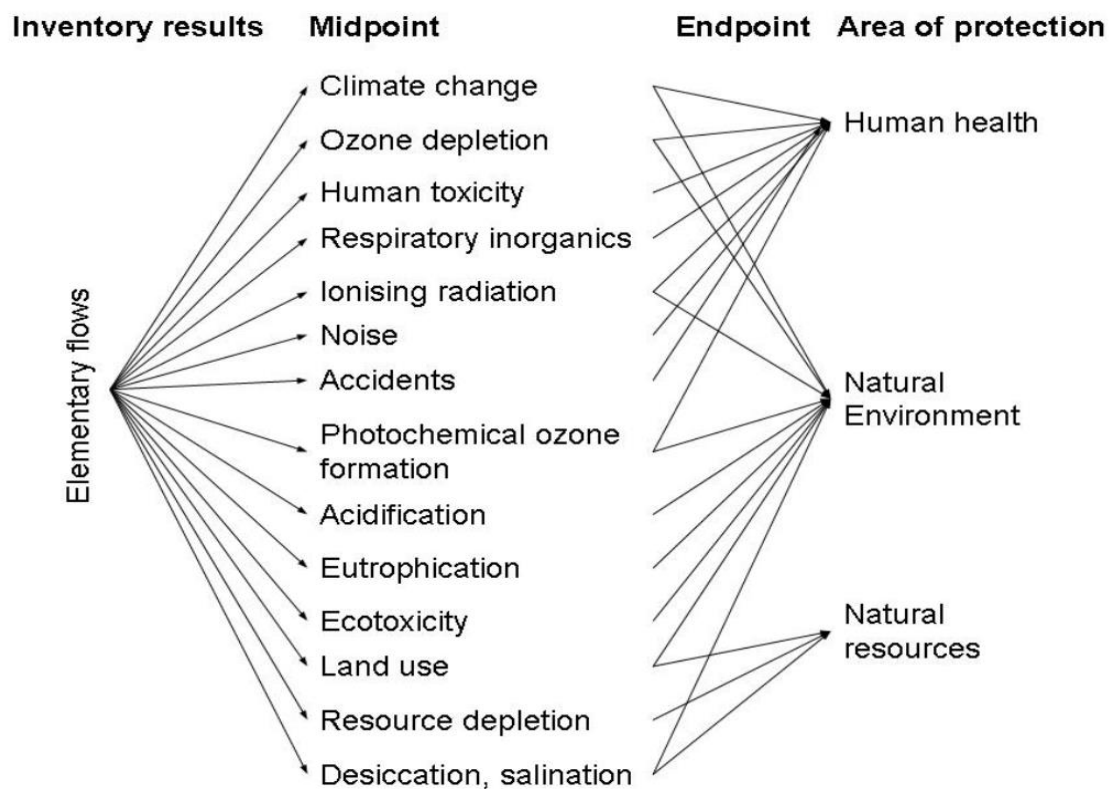 Inventory results Midpoint Endpoint Area of protection
Climate change
Ozone depletion
Human toxicity
Respiratory inorganics
Ionising radiation
Noise
Accidents
Photochemical ozone
formation
Acidification
Eutrophication
Ecotoxicity
Land use
Resource depletion
Desiccation, salination
Elementary flows
Human health
Natural
Environment
Natural
resources